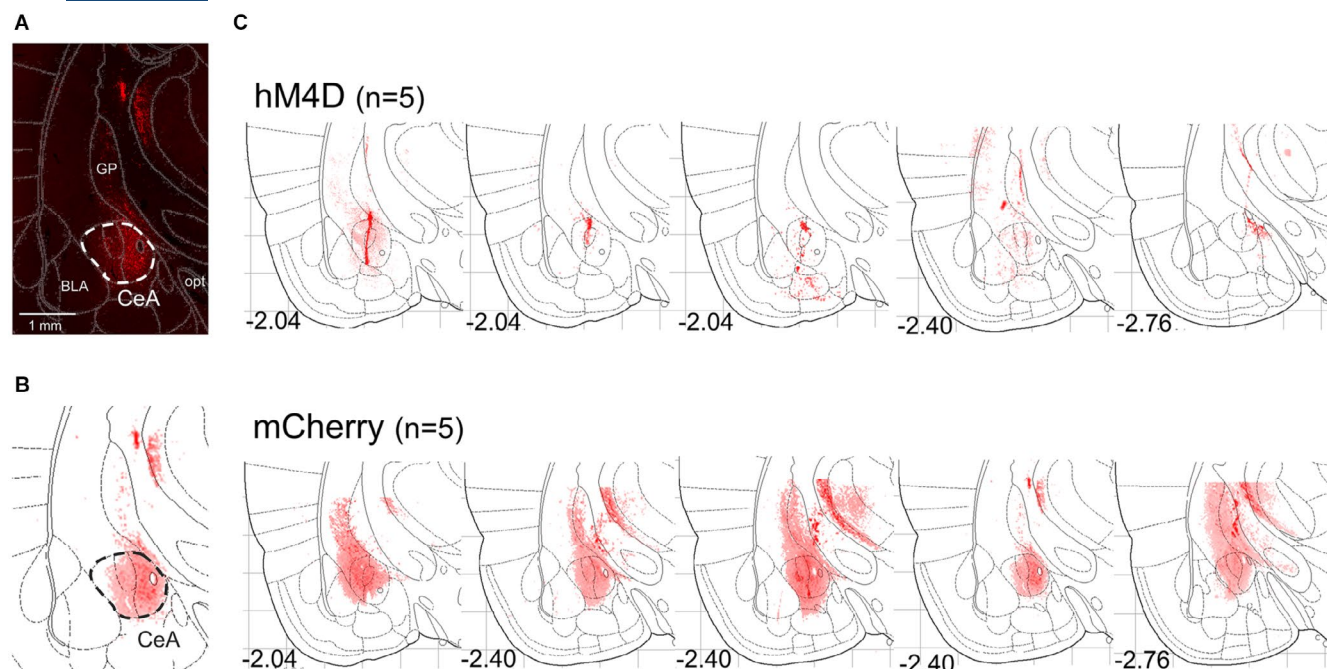 A
C
GP
BLA
CeA
opt
1 mm
hM4D (n=5)
-2.04
-2.04
-2.04
-2.40
-2.76
B
CeA
mCherry (n=5)
-2.04
-2.40
-2.40
-2.40
-2.76